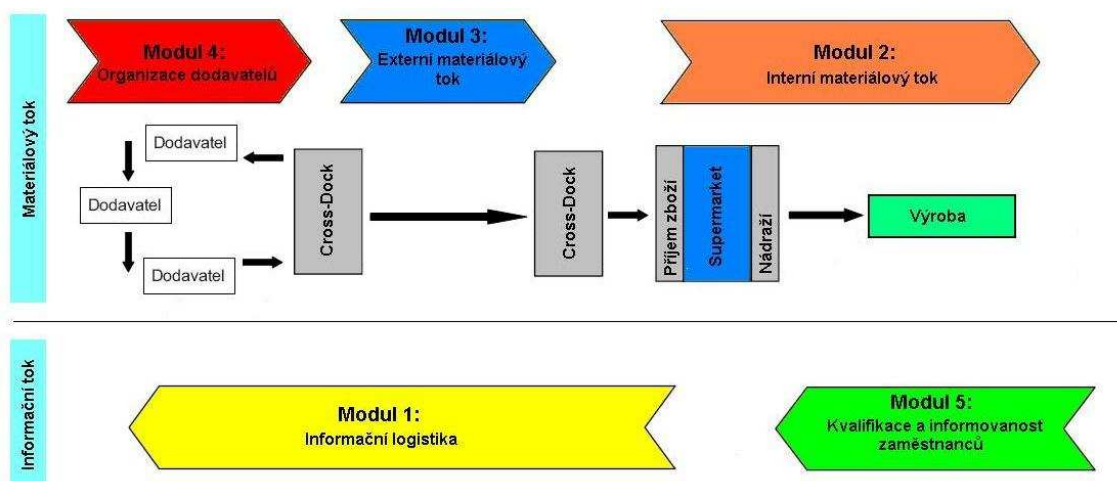 Materiálový tok
Modul 4:
Organizace dodavatelů
Modul 3:
Externí materiálový
tok
Modul 2:
Interní materiálový tok
Dodavatel
Dodavatel
Dodavatel
Cross-Dock
Cross-Dock
Příjem zboží
Supermarket
Nádraží
Výroba
Informační tok
Modul 1:
Informační logistika
Modul 5:
Kvalifikace a informovanost
zaměstnanců